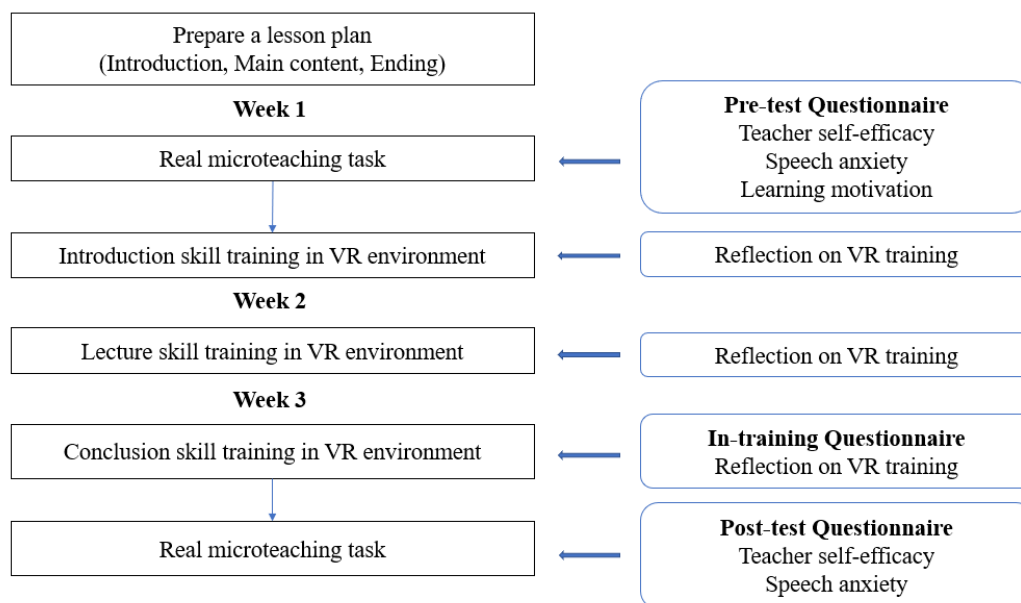 Prepare a lesson plan
(Introduction, Main content, Ending)
Week 1
Pre-test Questionnaire
Teacher self-efficacy
Speech anxiety
Learning motivation
Real microteaching task
Introduction skill training in VR environment
Reflection on VR training
Week 2
Lecture skill training in VR environment
Reflection on VR training
Week 3
Conclusion skill training in VR environment
In-training Questionnaire
Reflection on VR training
Real microteaching task
Post-test Questionnaire
Teacher self-efficacy
Speech anxiety